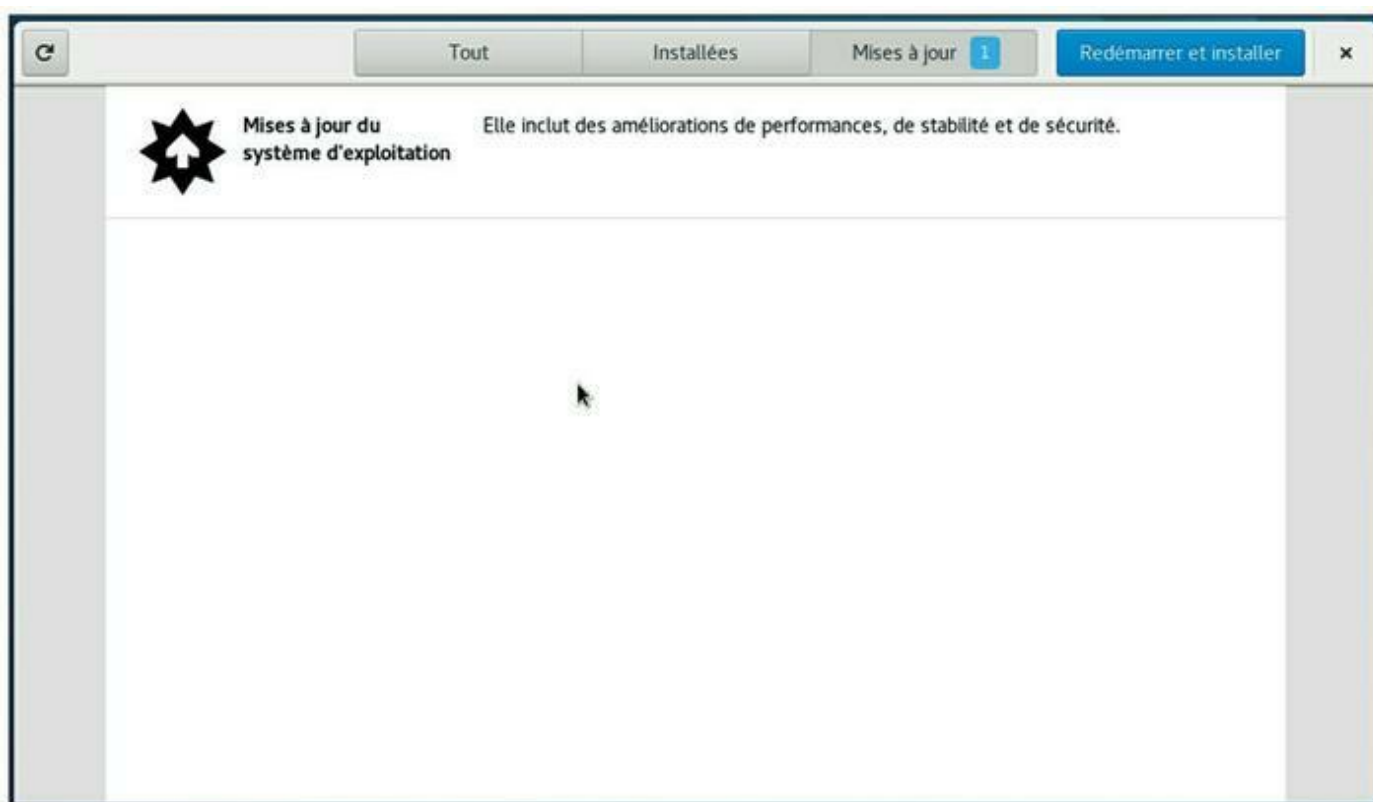 Tout
Installées
Mises à jour 1
Redémarrer et installer
Mises à jour du
système d'exploitation
Elle inclut des améliorations de performances, de stabilité et de sécurité.